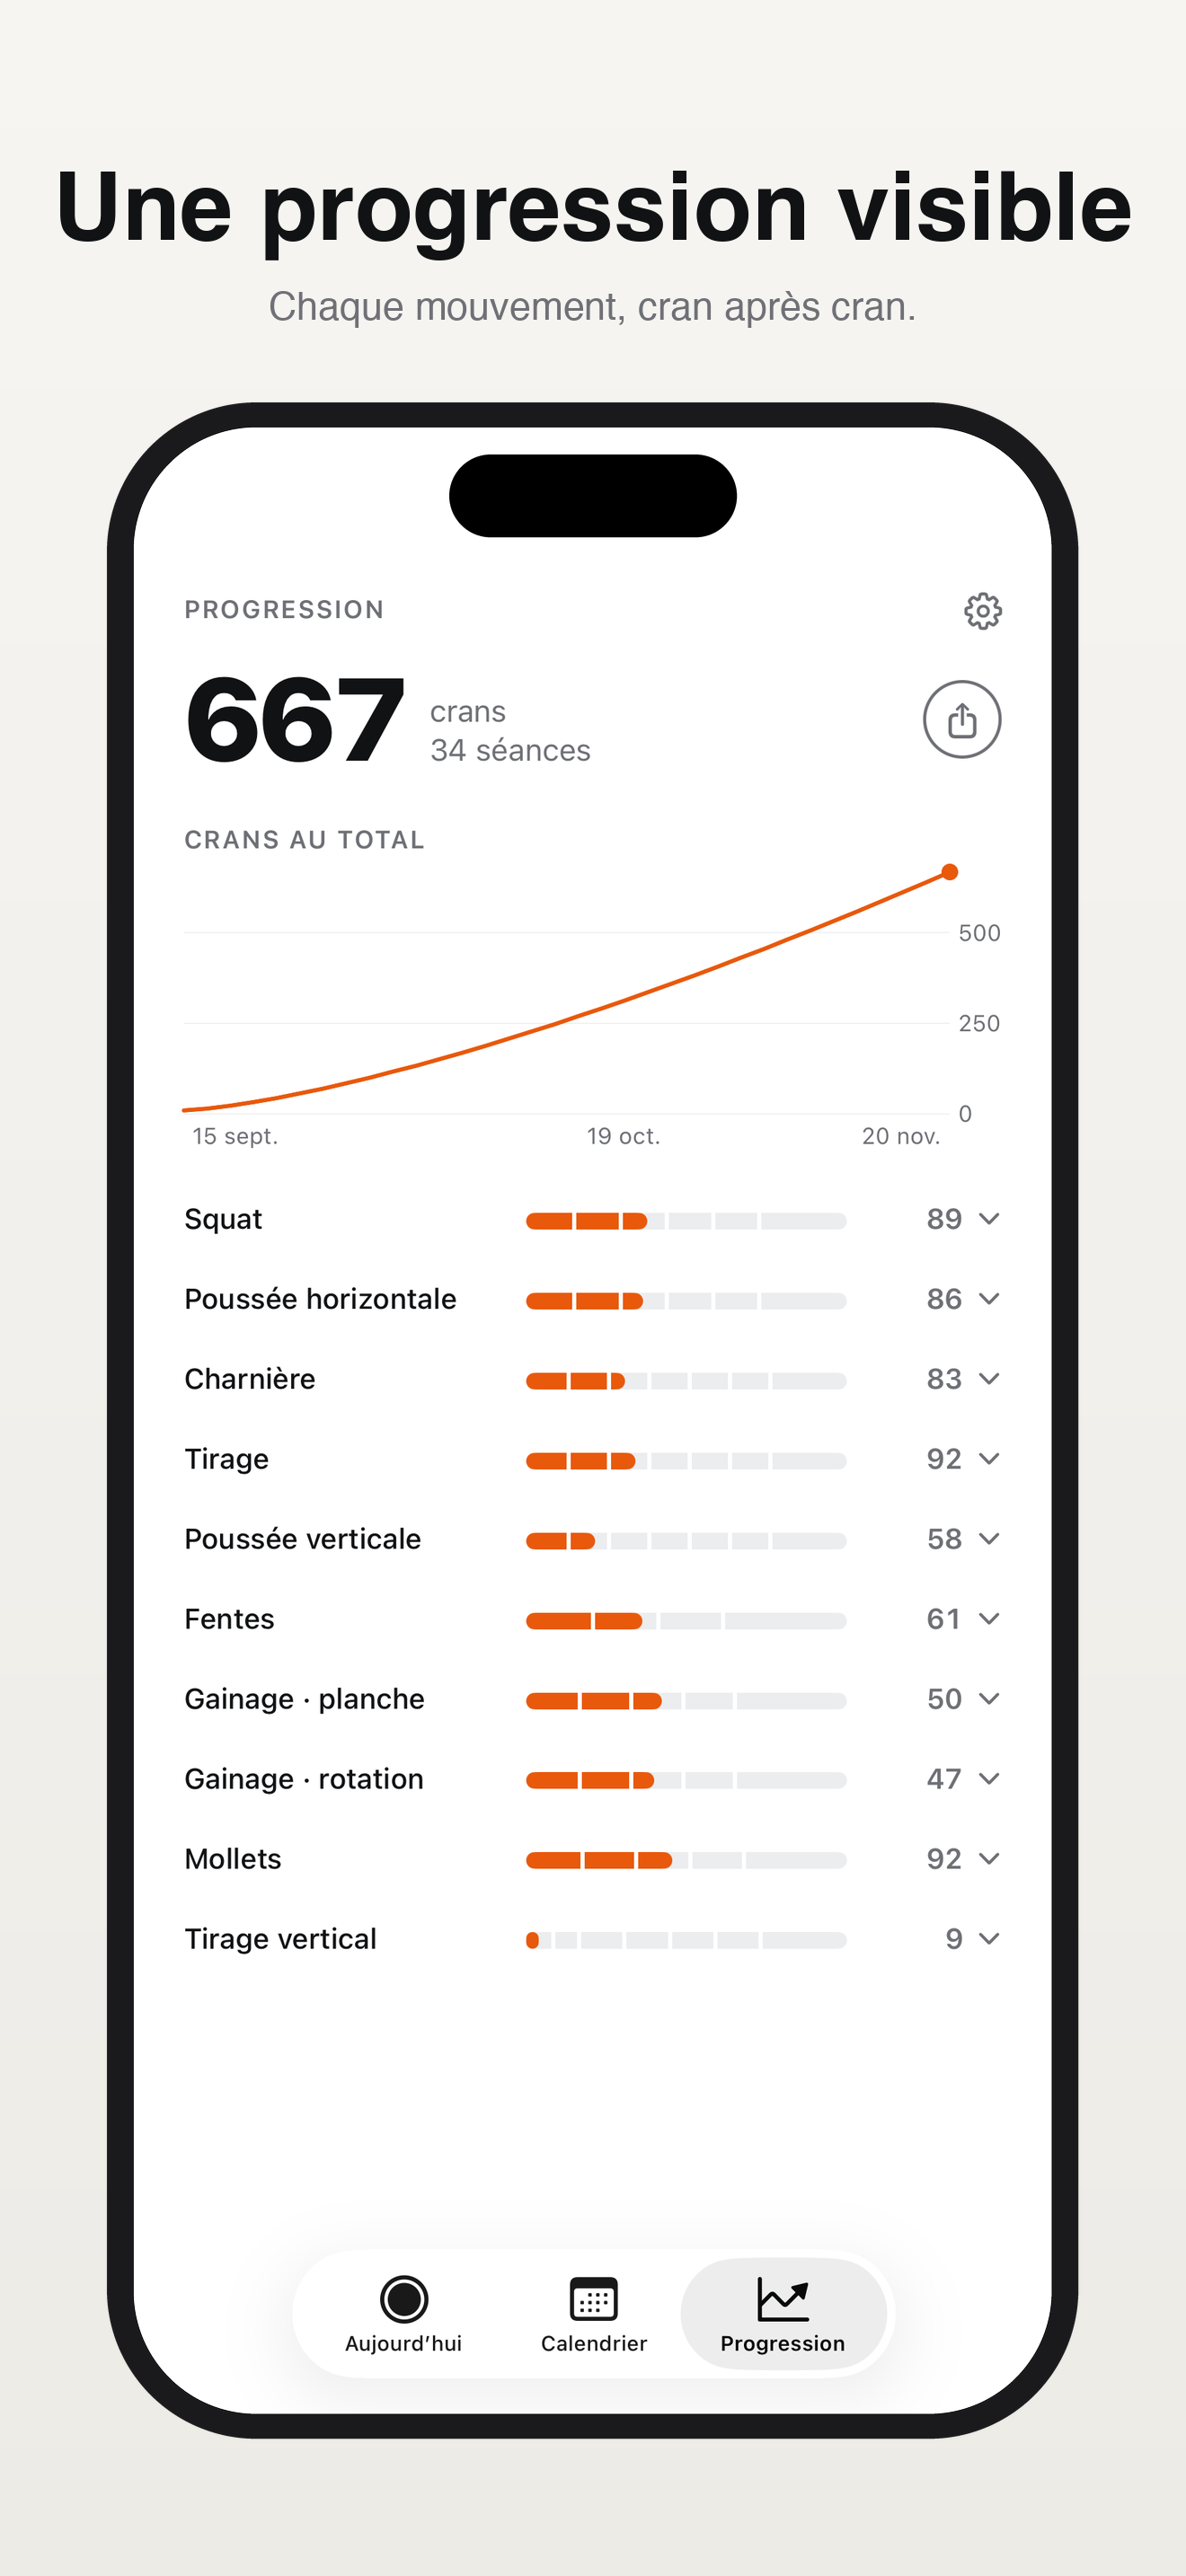 Une progression visible
Chaque mouvement, cran après cran.
PROGRESSION
667 crans
34 séances
CRANS AU TOTAL
500
250
0
15 sept. 19 oct. 20 nov.
Squat 89
Poussée horizontale 86
Charnière 83
Tirage 92
Poussée verticale 58
Fentes 61
Gainage · planche 50
Gainage · rotation 47
Mollets 92
Tirage vertical 9
Aujourd’hui Calendrier Progression